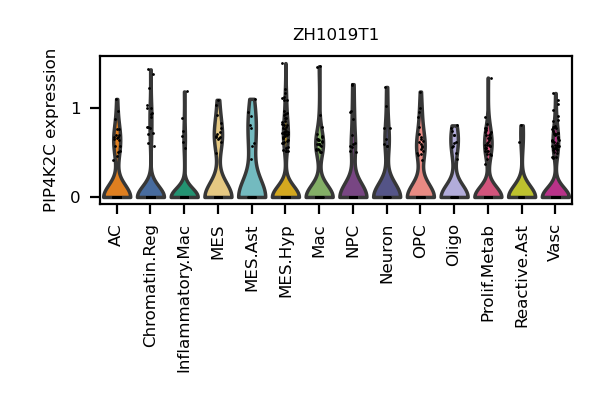 ZH1019T1
PIP4K2C expression
1
0
AC
Chromatin.Reg
Inflammatory.Mac
MES
MES.Ast
MES.Hyp
Mac
NPC
Neuron
OPC
Oligo
Prolif.Metab
Reactive.Ast
Vasc